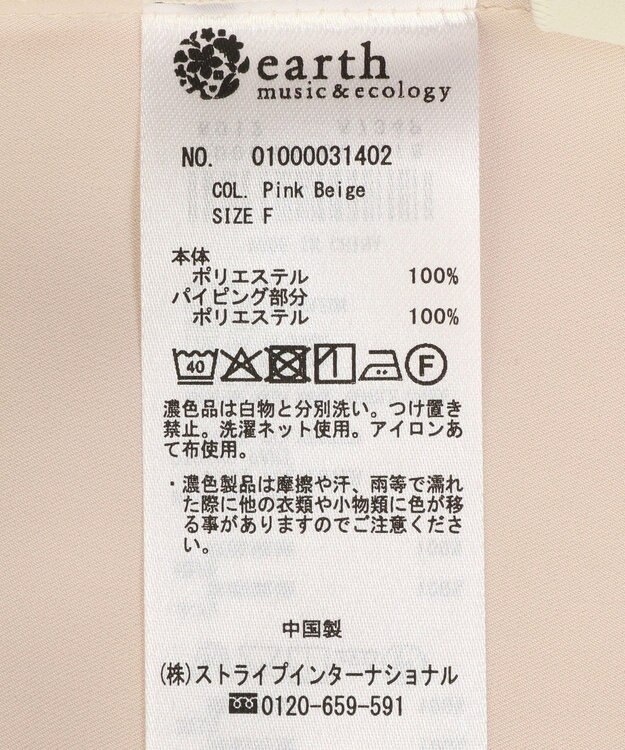 earth
music&ecology
NO. 01000031402
COL. Pink Beige
SIZE F
本体
ポリエステル 100%
パイピング部分
ポリエステル 100%
40 F
濃色品は白物と分別洗い。つけ置き
禁止。洗濯ネット使用。アイロンあ
て布使用。
・濃色製品は摩擦や汗、雨等で濡れ
た際に他の衣類や小物類に色が移
る事がありますのでご注意くださ
い。
中国製
(株)ストライプインターナショナル
0120-659-591